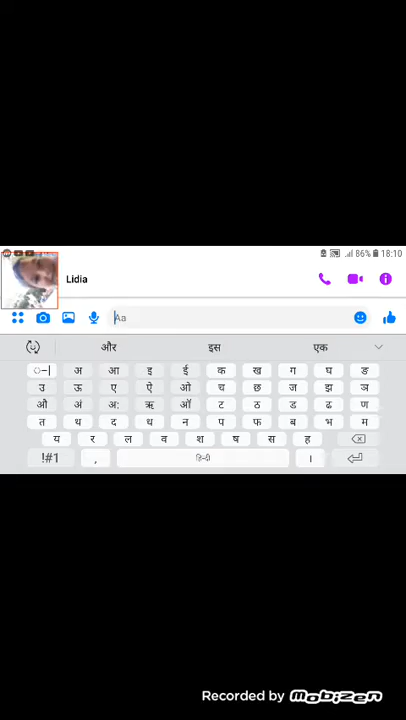 86% 18:10
Lidia
Aa
और इस एक
ा–ी अ आ इ ई क ख ग घ ङ
उ ऊ ए ऐ ओ च छ ज झ ञ
औ अं अः ऋ ऑ ट ठ ड ढ ण
त थ द ध न प फ ब भ म
य र ल व श ष स ह
!#1 , हिन्दी ।
Recorded by Mobizen